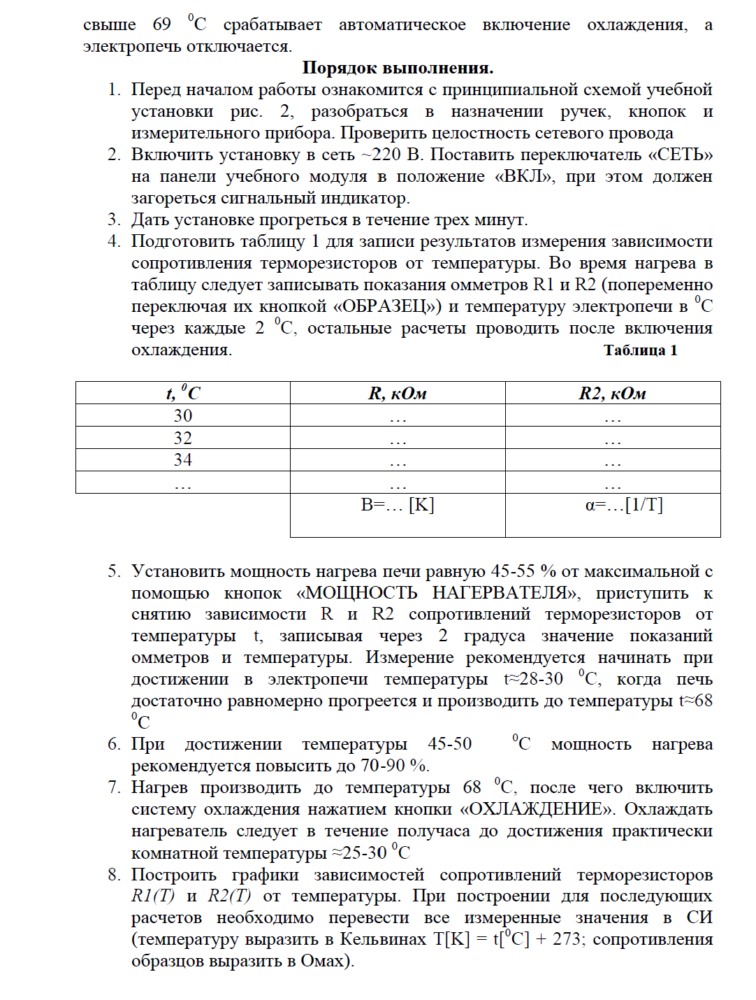 свыше 69 ⁰С срабатывает автоматическое включение охлаждения, а
электропечь отключается.
Порядок выполнения.
1. Перед началом работы ознакомится с принципиальной схемой учебной
установки рис. 2, разобраться в назначении ручек, кнопок и
измерительного прибора. Проверить целостность сетевого провода
2. Включить установку в сеть ~220 В. Поставить переключатель «СЕТЬ»
на панели учебного модуля в положение «ВКЛ», при этом должен
загореться сигнальный индикатор.
3. Дать установке прогреться в течение трех минут.
4. Подготовить таблицу 1 для записи результатов измерения зависимости
сопротивления терморезисторов от температуры. Во время нагрева в
таблицу следует записывать показания омметров R1 и R2 (попеременно
переключая их кнопкой «ОБРАЗЕЦ») и температуру электропечи в ⁰С
через каждые 2 ⁰С, остальные расчеты проводить после включения
охлаждения. Таблица 1
t, ⁰C R, кОм R2, кОм
30 … …
32 … …
34 … …
… … …
B=… [K] α=…[1/T]
5. Установить мощность нагрева печи равную 45-55 % от максимальной с
помощью кнопок «МОЩНОСТЬ НАГЕРВАТЕЛЯ», приступить к
снятию зависимости R и R2 сопротивлений терморезисторов от
температуры t, записывая через 2 градуса значение показаний
омметров и температуры. Измерение рекомендуется начинать при
достижении в электропечи температуры t≈28-30 ⁰С, когда печь
достаточно равномерно прогреется и производить до температуры t≈68
⁰С
6. При достижении температуры 45-50 ⁰С мощность нагрева
рекомендуется повысить до 70-90 %.
7. Нагрев производить до температуры 68 ⁰С, после чего включить
систему охлаждения нажатием кнопки «ОХЛАЖДЕНИЕ». Охлаждать
нагреватель следует в течение получаса до достижения практически
комнатной температуры ≈25-30 ⁰С
8. Построить графики зависимостей сопротивлений терморезисторов
R1(T) и R2(T) от температуры. При построении для последующих
расчетов необходимо перевести все измеренные значения в СИ
(температуру выразить в Кельвинах T[K] = t[⁰C] + 273; сопротивления
образцов выразить в Омах).